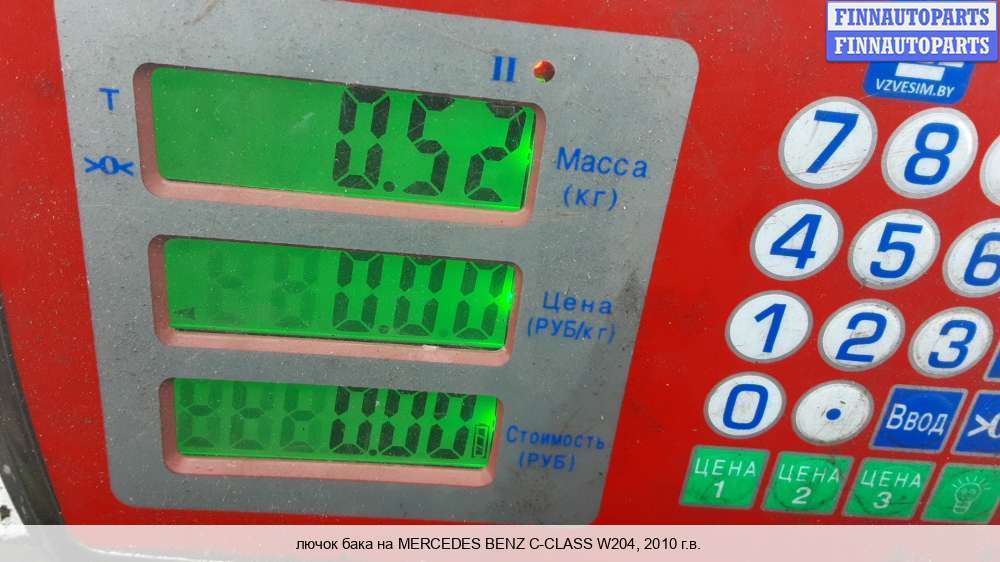 FINNAUTOPARTS
FINNAUTOPARTS
VZVESIM.BY
II
T
>0<
0.52
Масса
(кг)
0.00
Цена
(РУБ/кг)
0.00
Стоимость
(РУБ)
7 8
4 5 6
1 2 3
0 .
Ввод
ЦЕНА 1
ЦЕНА 2
ЦЕНА 3
лючок бака на MERCEDES BENZ C-CLASS W204, 2010 г.в.